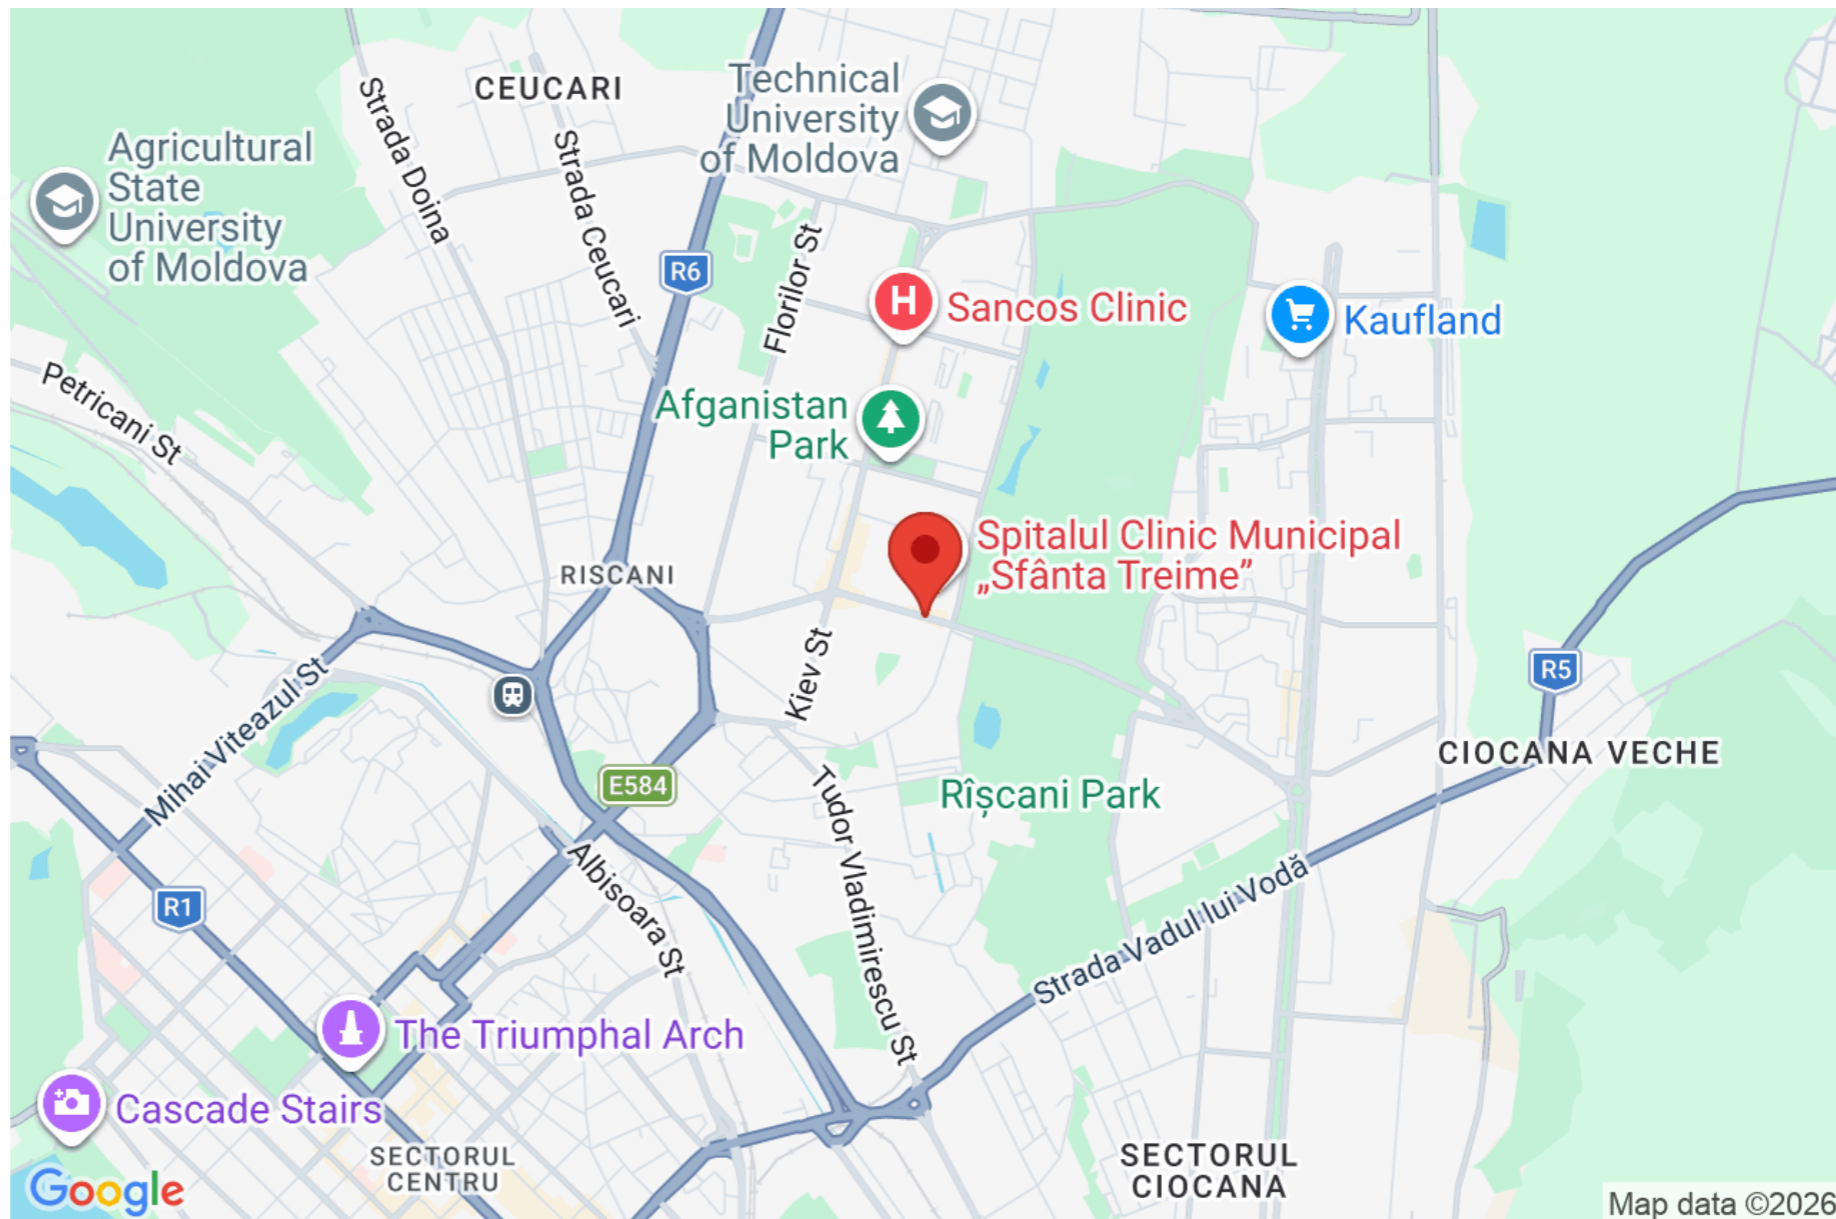 CEUCARI
Technical
University
of Moldova
Strada Doina
Strada Ceucari
Agricultural
State
University
of Moldova
R6
Florilor St
H
Sancos Clinic
Kaufland
Petricani St
Afganistan
Park
Spitalul Clinic Municipal
„Sfânta Treime”
RISCANI
Kiev St
R5
Mihai Viteazul St
CIOCANA VECHE
E584
Rîșcani Park
Tudor Vladimirescu St
Albisoara St
Strada Vadul lui Vodă
R1
The Triumphal Arch
Cascade Stairs
SECTORUL
CENTRU
SECTORUL
CIOCANA
Google
Map data ©2026